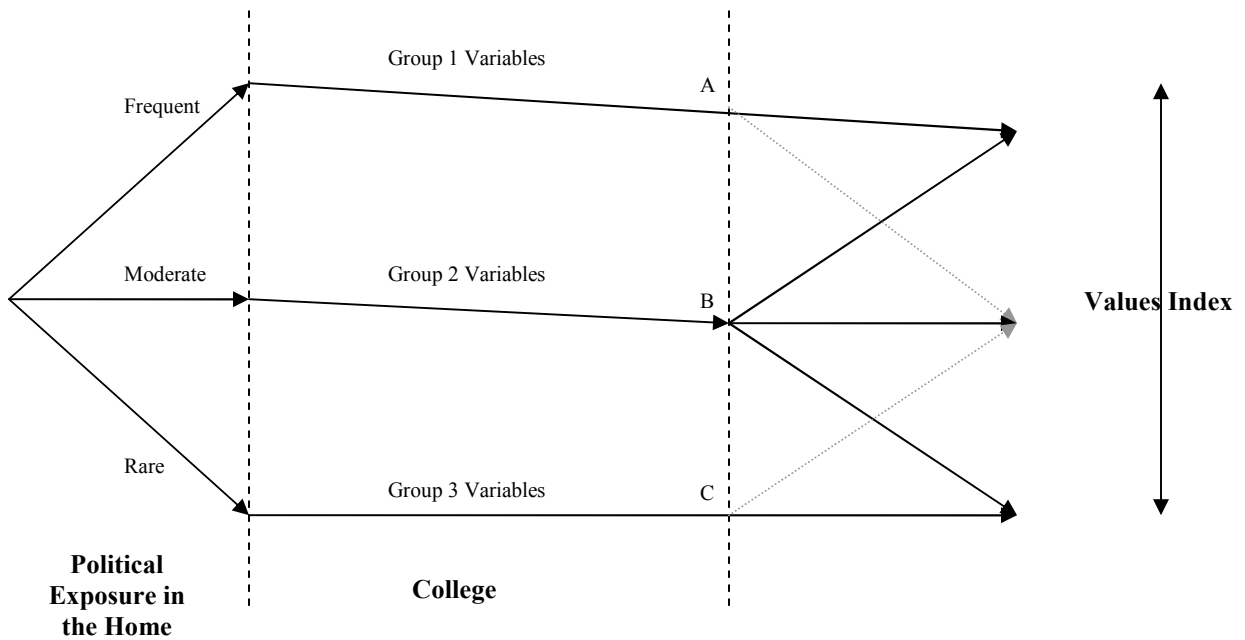 Group 1 Variables
A
Frequent
Moderate
Group 2 Variables
B
Values Index
Rare
Group 3 Variables
C
Political
Exposure in
the Home
College